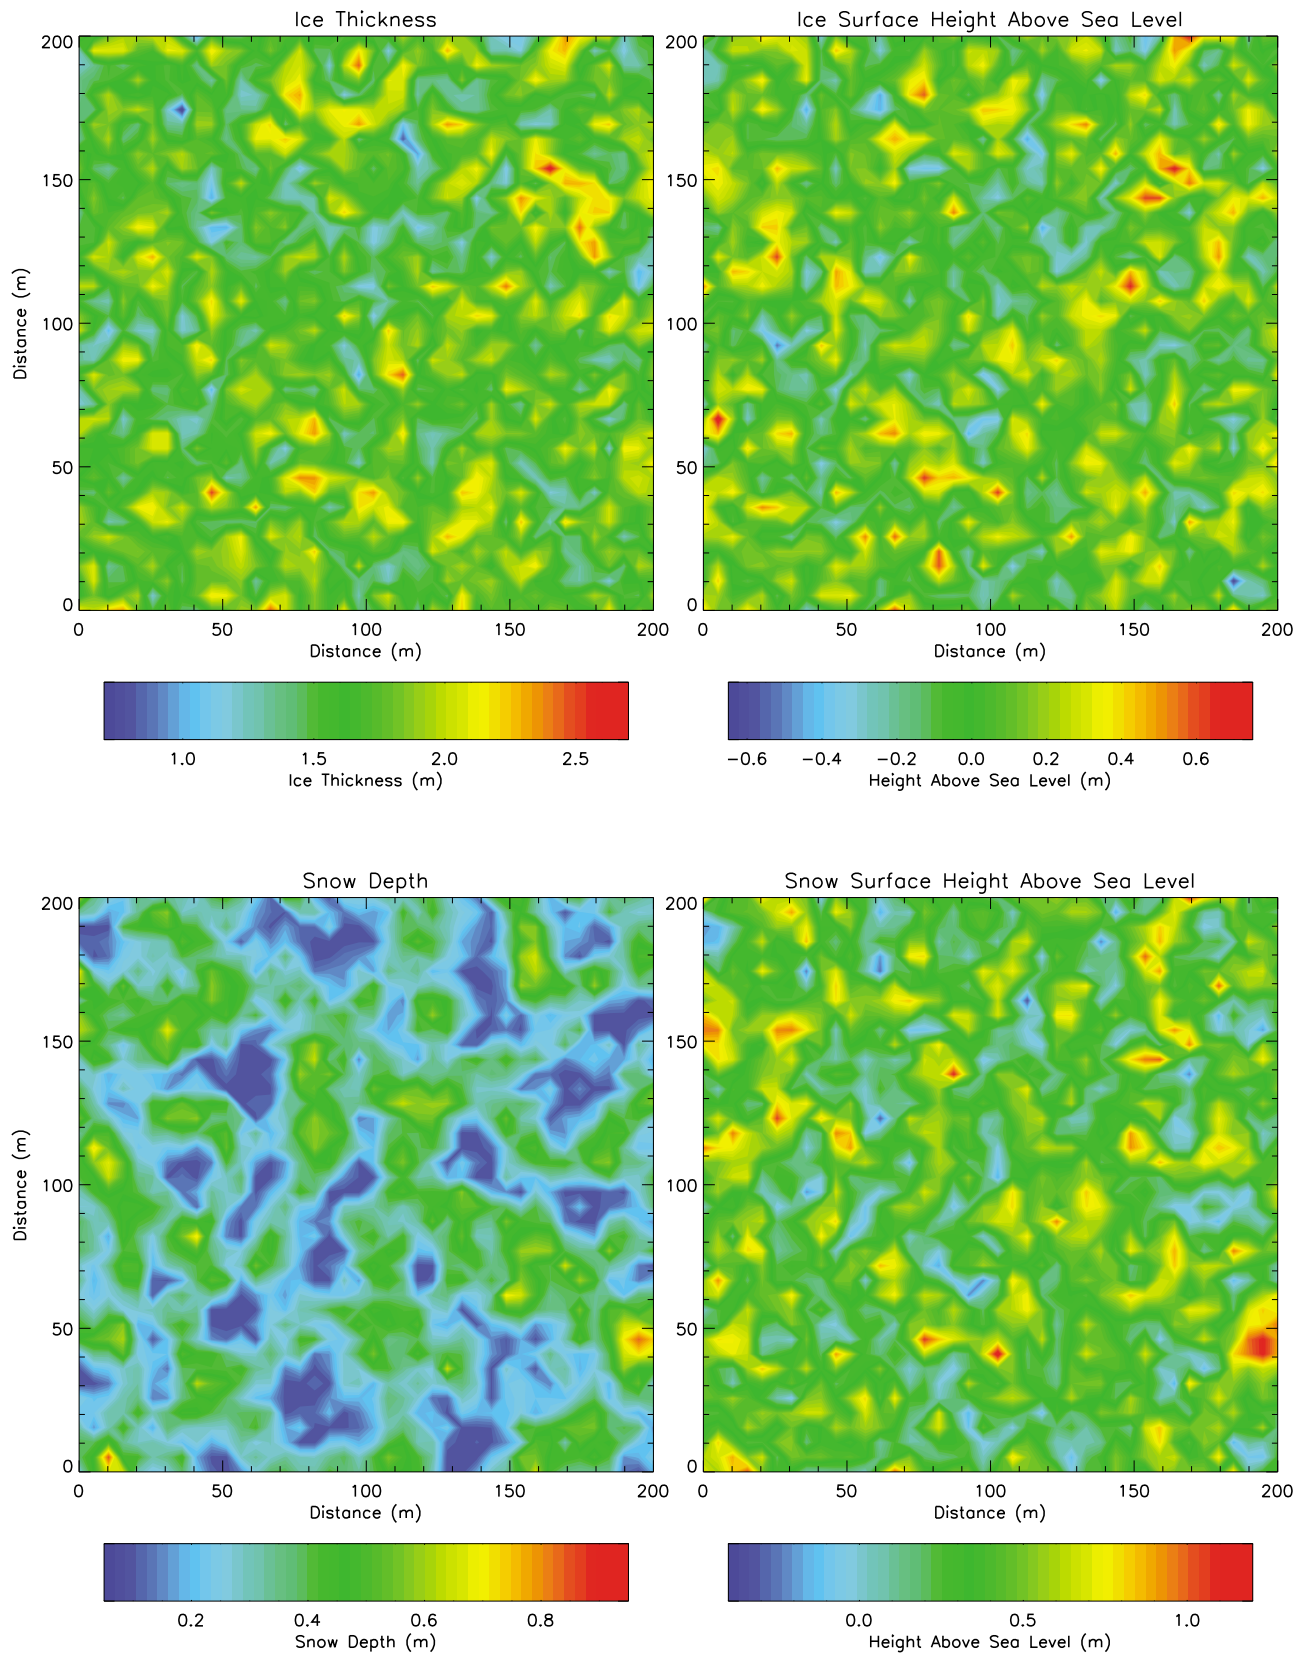 Ice Thickness
Ice Surface Height Above Sea Level
200
150
100
50
0
Distance (m)
0 50 100 150 200
Distance (m)
200
150
100
50
0
0 50 100 150 200
Distance (m)
1.0 1.5 2.0 2.5
Ice Thickness (m)
−0.6 −0.4 −0.2 0.0 0.2 0.4 0.6
Height Above Sea Level (m)
Snow Depth
Snow Surface Height Above Sea Level
200
150
100
50
0
Distance (m)
0 50 100 150 200
Distance (m)
200
150
100
50
0
0 50 100 150 200
Distance (m)
0.2 0.4 0.6 0.8
Snow Depth (m)
0.0 0.5 1.0
Height Above Sea Level (m)